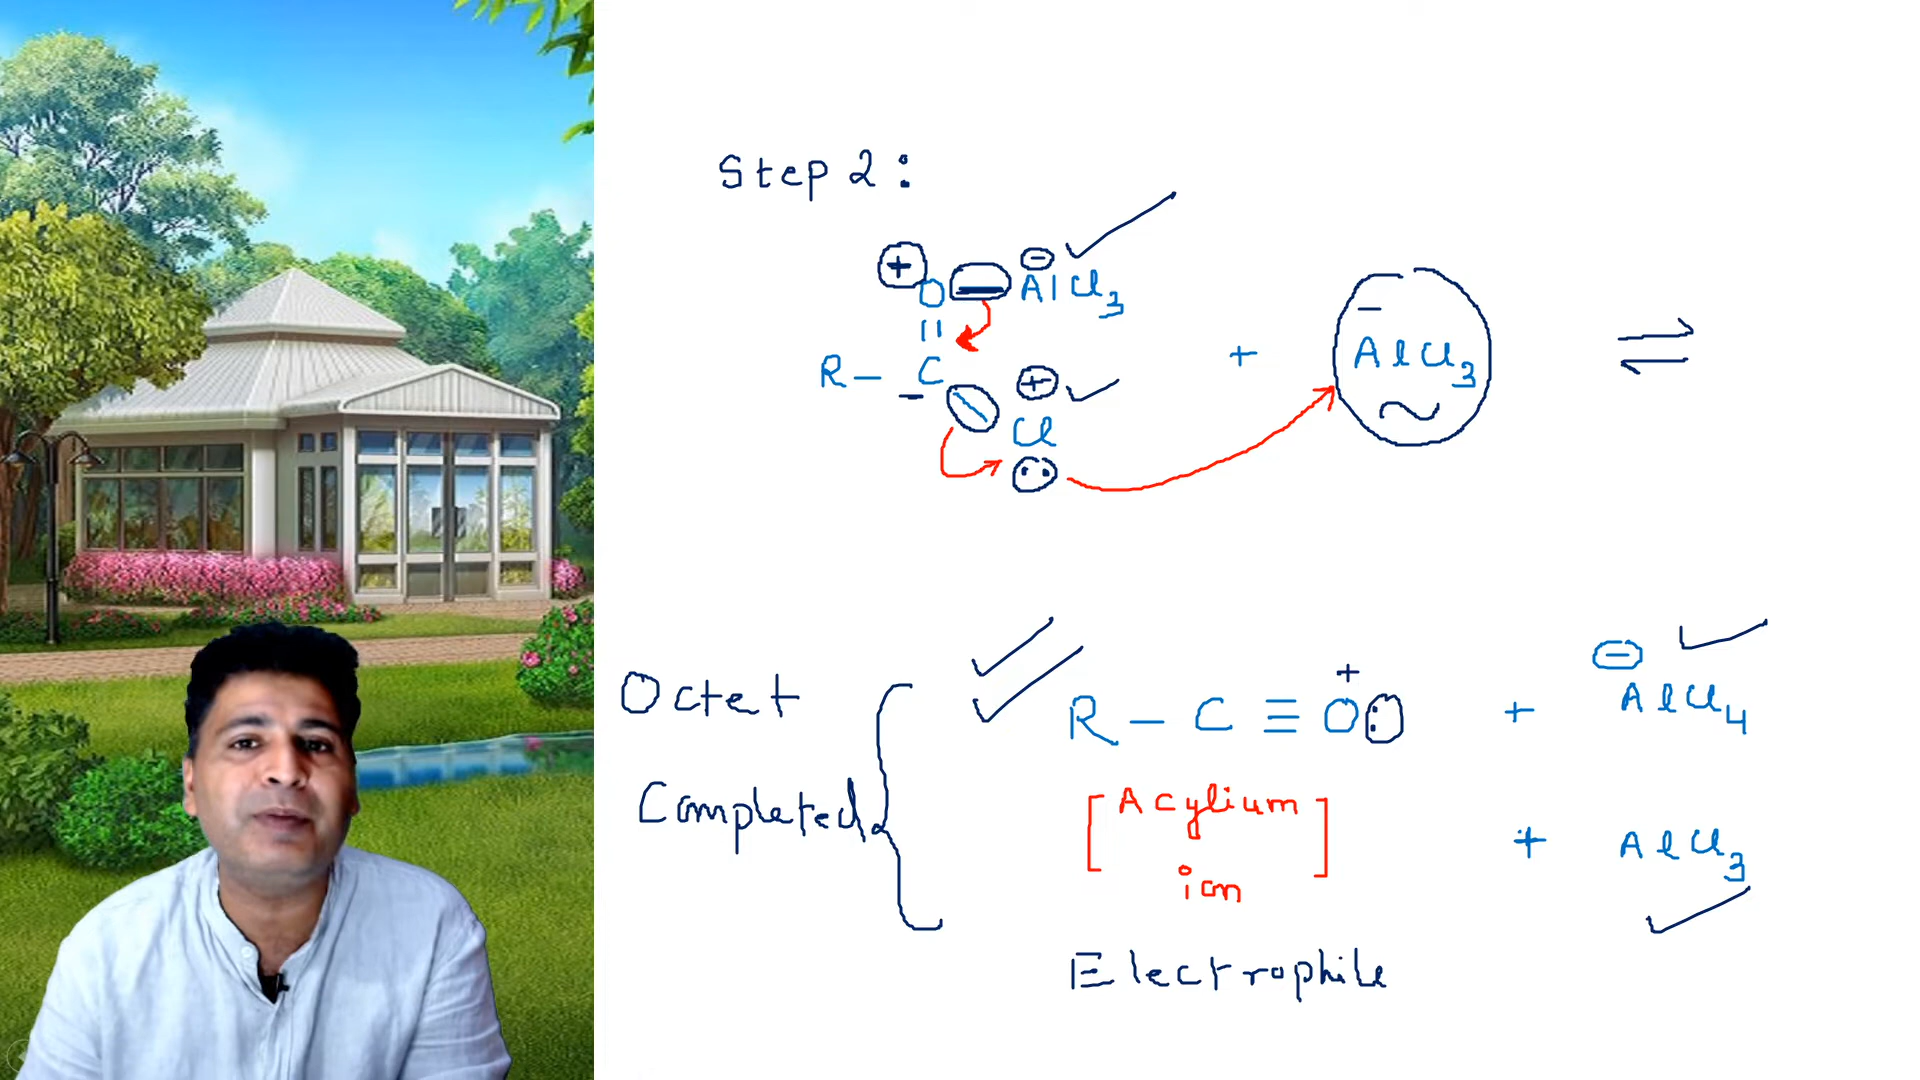 Step 2 :
⊕ ⊖
O — AlCl₃
||
R — C + AlCl₃ ⇌
⊕
Cl
Octet
Completed
R — C ≡ O⁺ : + ⊖ AlCl₄
[Acylium + AlCl₃
ion]
Electrophile